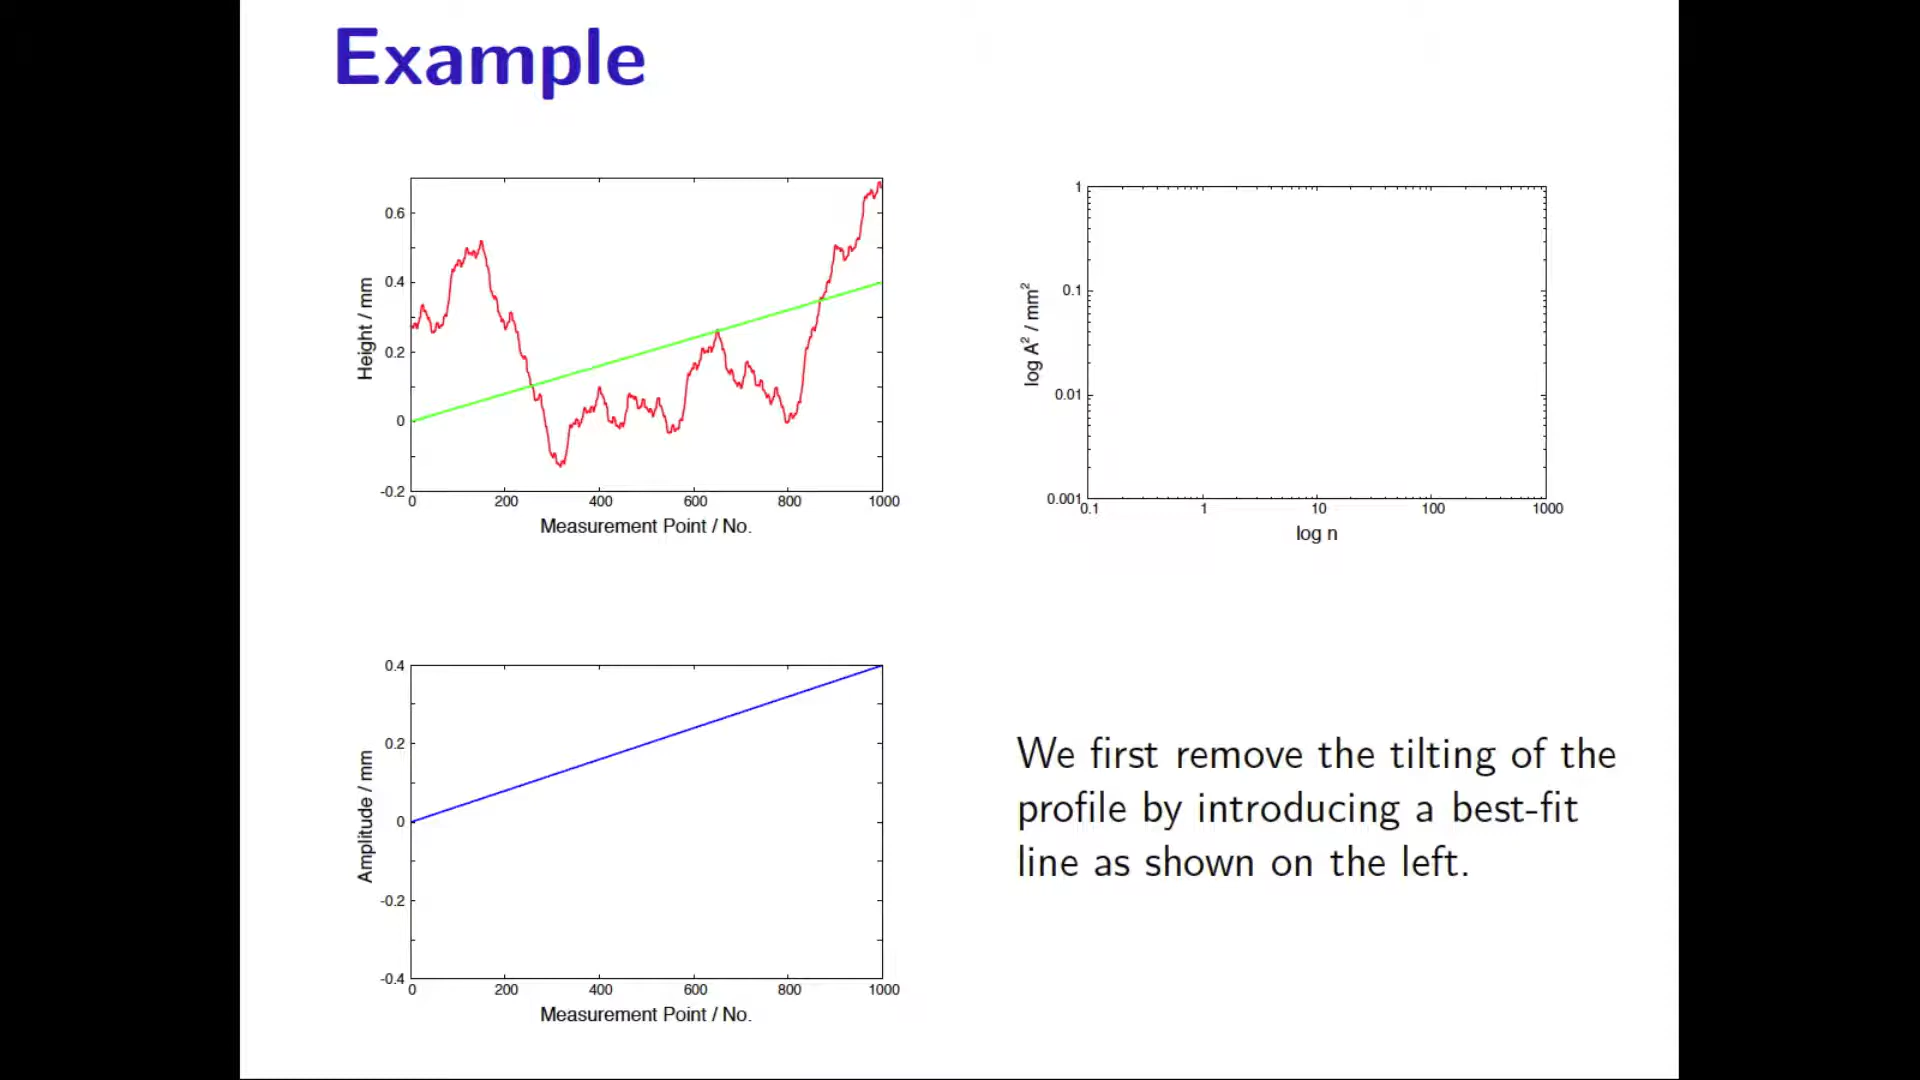 Example
0.6
0.4
0.2
0
-0.2
0 200 400 600 800 1000
Height / mm
Measurement Point / No.
1
0.1
0.01
0.001
0.1 1 10 100 1000
log A² / mm²
log n
0.4
0.2
0
-0.2
-0.4
0 200 400 600 800 1000
Amplitude / mm
Measurement Point / No.
We first remove the tilting of the
profile by introducing a best-fit
line as shown on the left.